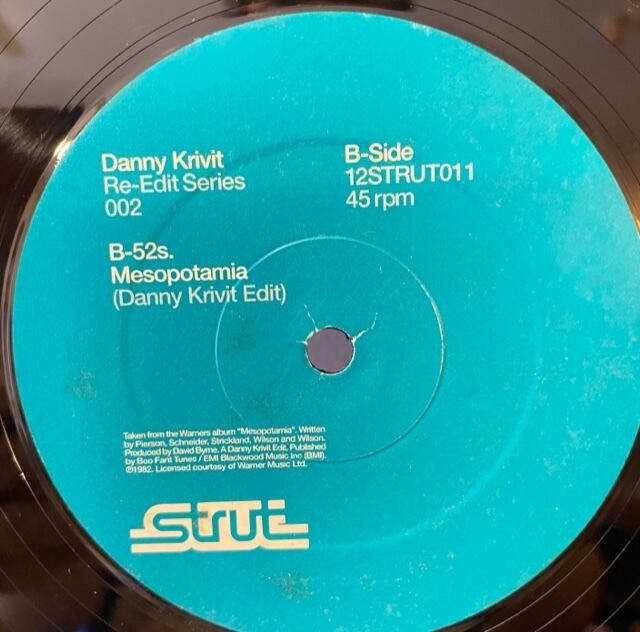 Danny Krivit
Re-Edit Series
002
B-Side
12STRUT011
45 rpm
B-52s.
Mesopotamia
(Danny Krivit Edit)
Taken from the Warners album "Mesopotamia". Written
by Pierson, Schneider, Strickland, Wilson and Wilson.
Produced by David Byrne. A Danny Krivit Edit. Published
by Boo Fant Tunes / EMI Blackwood Music Inc (BMI).
©1982. Licensed courtesy of Warner Music Ltd.
Strut